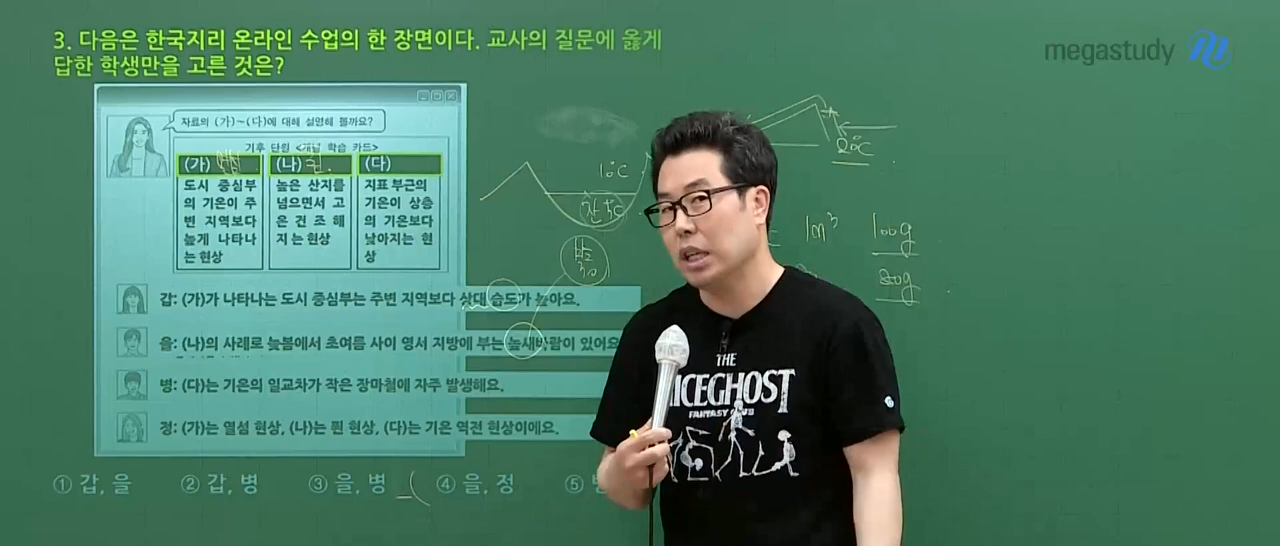 3. 다음은 한국지리 온라인 수업의 한 장면이다. 교사의 질문에 옳게
답한 학생만을 고른 것은?
megastudy
자료의 (가)~(다)에 대해 설명해 볼까요?
기후 단원 <개념 학습 카드>
(가) 열섬
도시 중심부
의 기온이 주
변 지역보다
높게 나타나
는 현상
(나) 푄.
높은 산지를
넘으면서 고
온 건 조 해
지 는 현상
(다)
지표 부근의
기온이 상층
의 기온보다
낮아지는 현
상
갑: (가)가 나타나는 도시 중심부는 주변 지역보다 상대 습도가 높아요.
을: (나)의 사례로 늦봄에서 초여름 사이 영서 지방에 부는 높새바람이 있어요
병: (다)는 기온의 일교차가 작은 장마철에 자주 발생해요.
정: (가)는 열섬 현상, (나)는 푄 현상, (다)는 기온 역전 현상이에요.
① 갑, 을 ② 갑, 병 ③ 을, 병 ④ 을, 정 ⑤
10℃
20℃
1m³ 100g
80g
THE
ICEGHOST